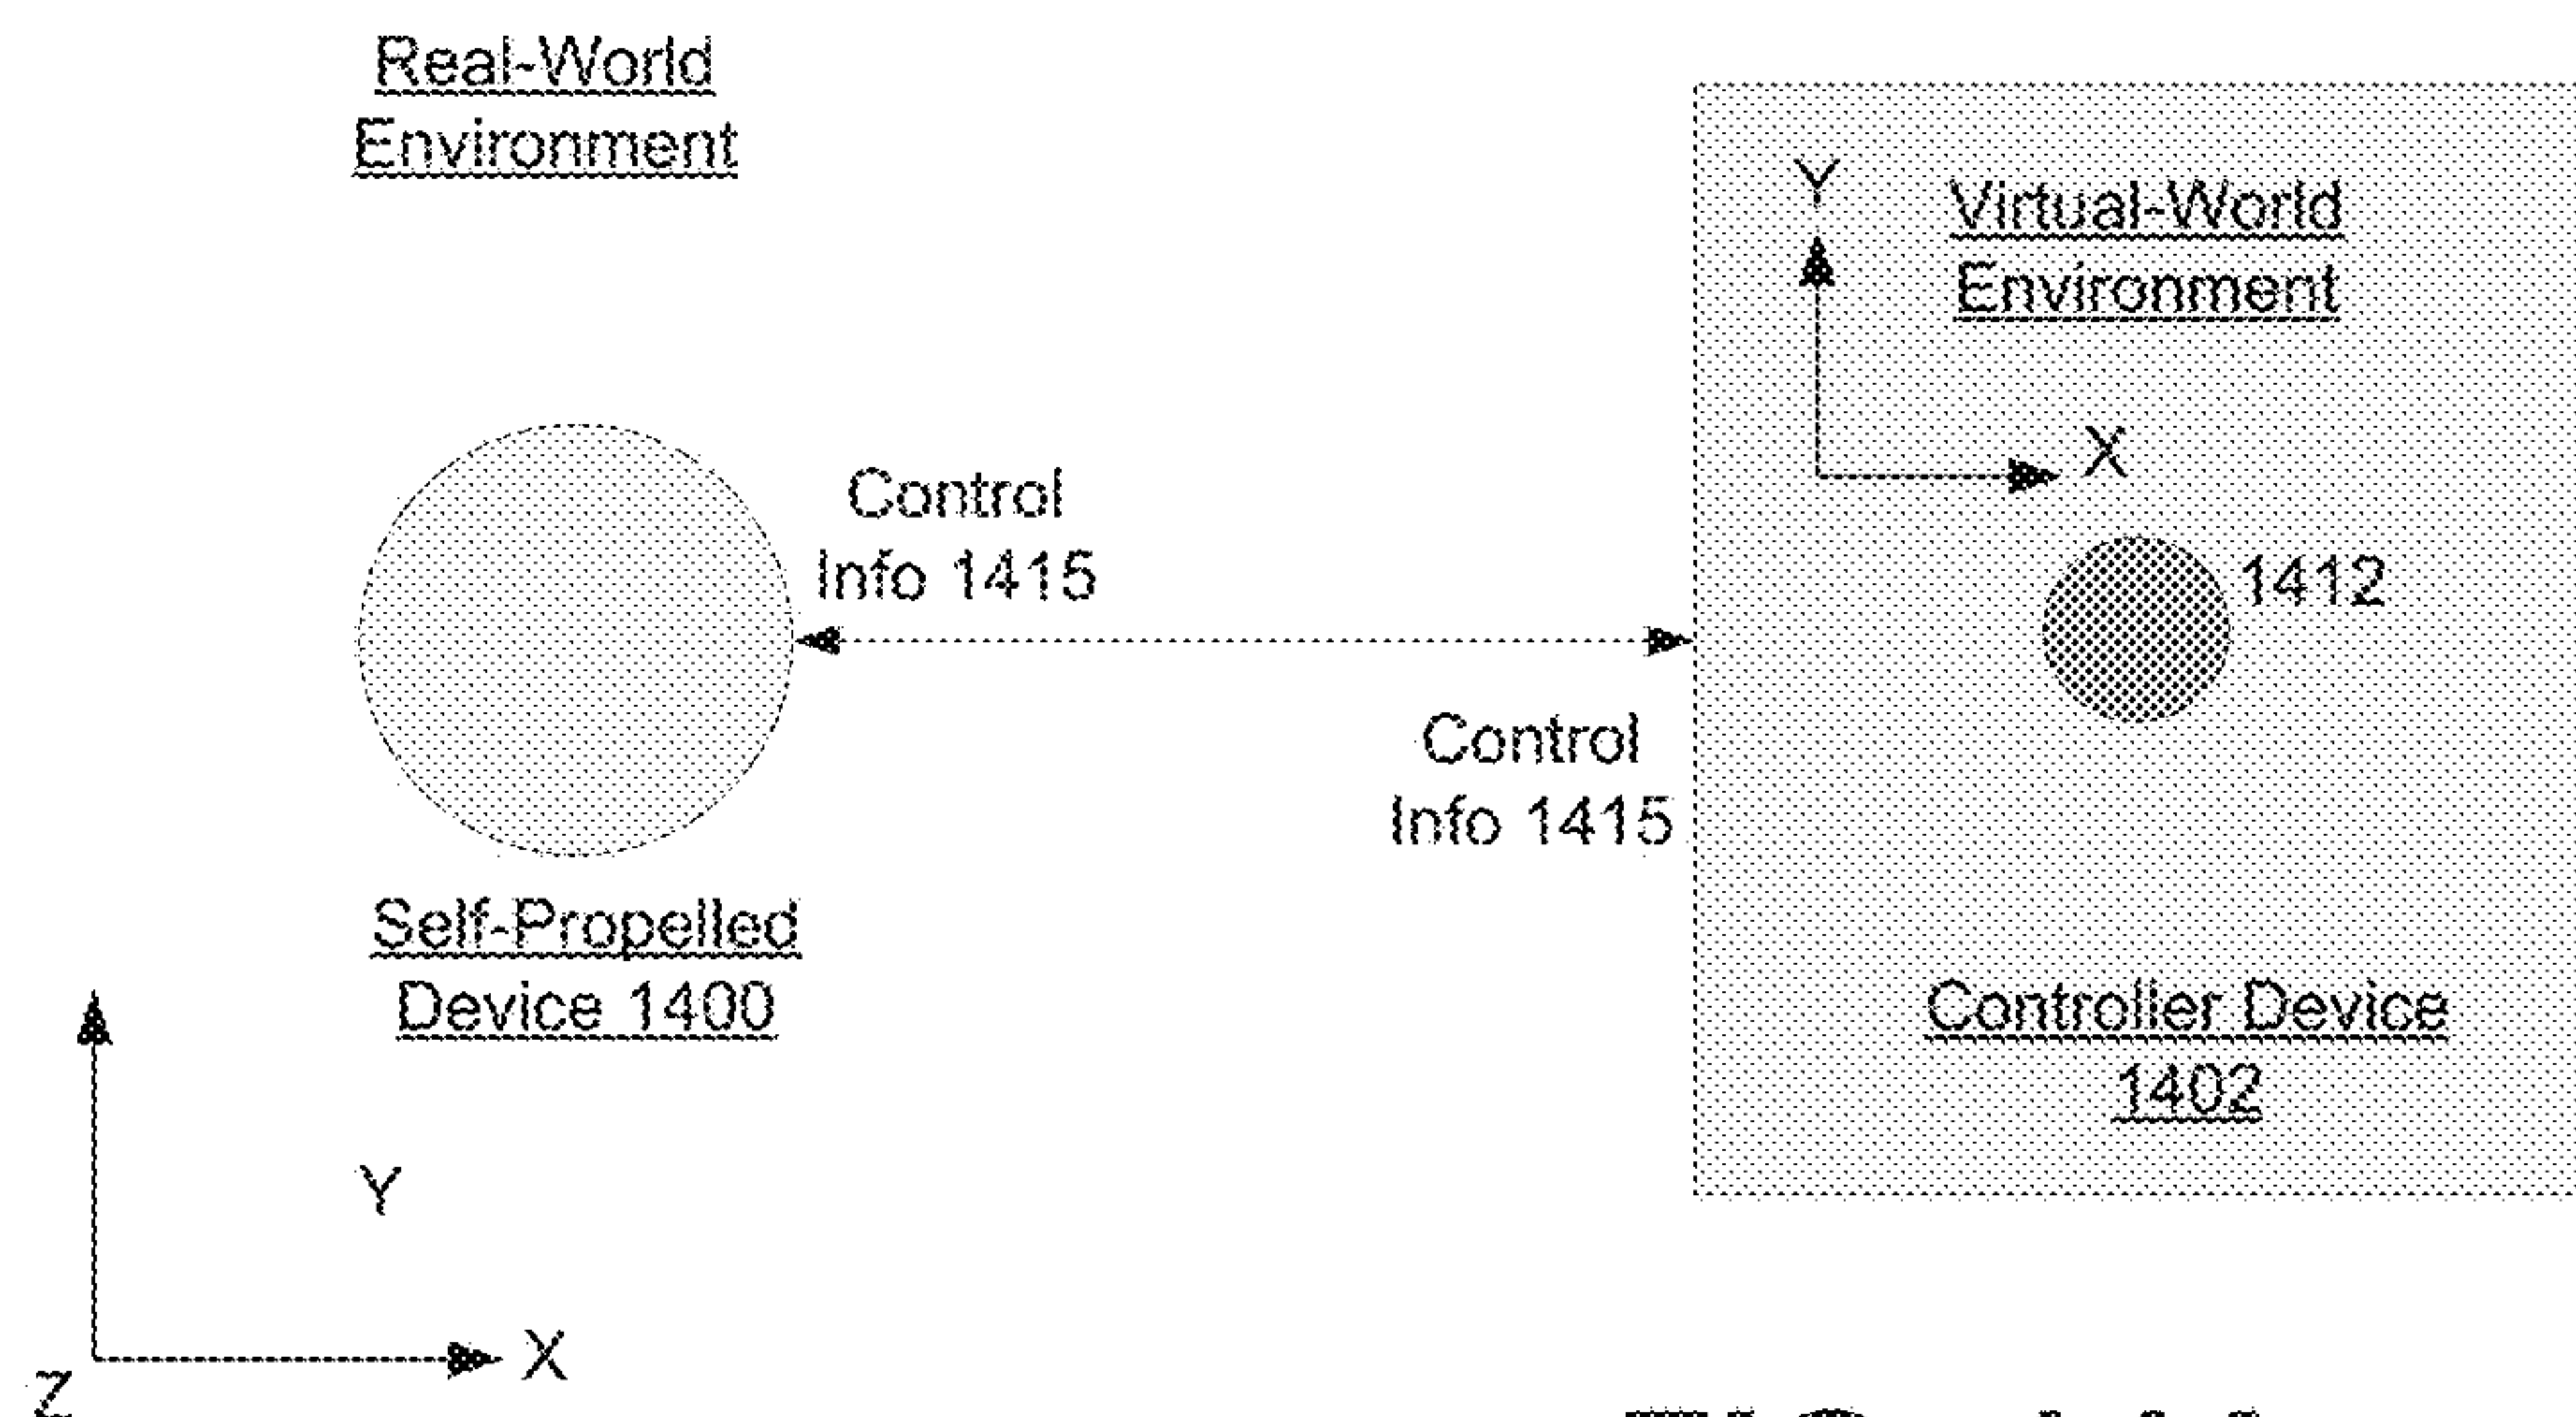 Real-World
Environment
Y
Virtual-World
Environment
X
Control
Info 1415
1412
Control
Info 1415
Self-Propelled
Device 1400
Controller Device
1402
Y
X
Z